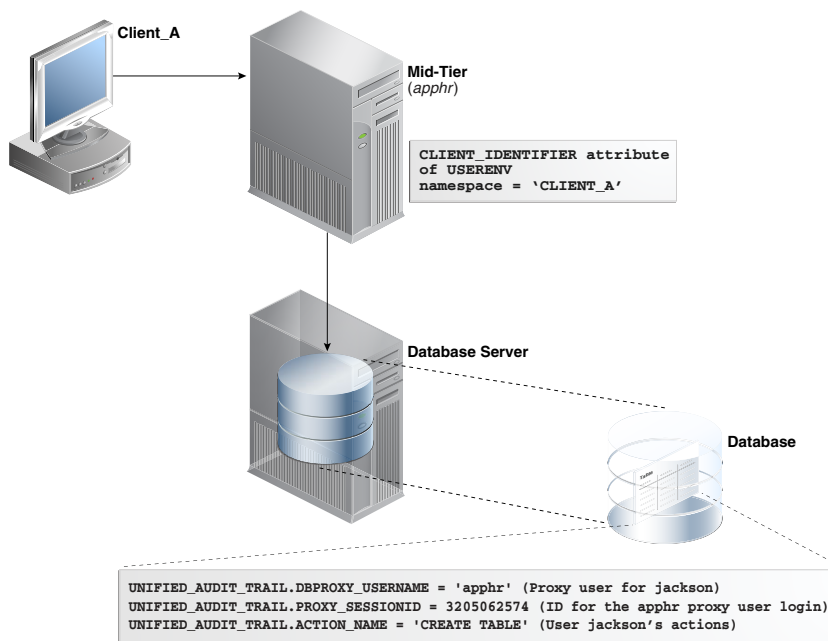 Client_A
Mid-Tier
(apphr)
CLIENT_IDENTIFIER attribute
of USERENV
namespace = ‘CLIENT_A’
Database Server
Database
Table
UNIFIED_AUDIT_TRAIL.DBPROXY_USERNAME = 'apphr' (Proxy user for jackson)
UNIFIED_AUDIT_TRAIL.PROXY_SESSIONID = 3205062574 (ID for the apphr proxy user login)
UNIFIED_AUDIT_TRAIL.ACTION_NAME = 'CREATE TABLE' (User jackson’s actions)